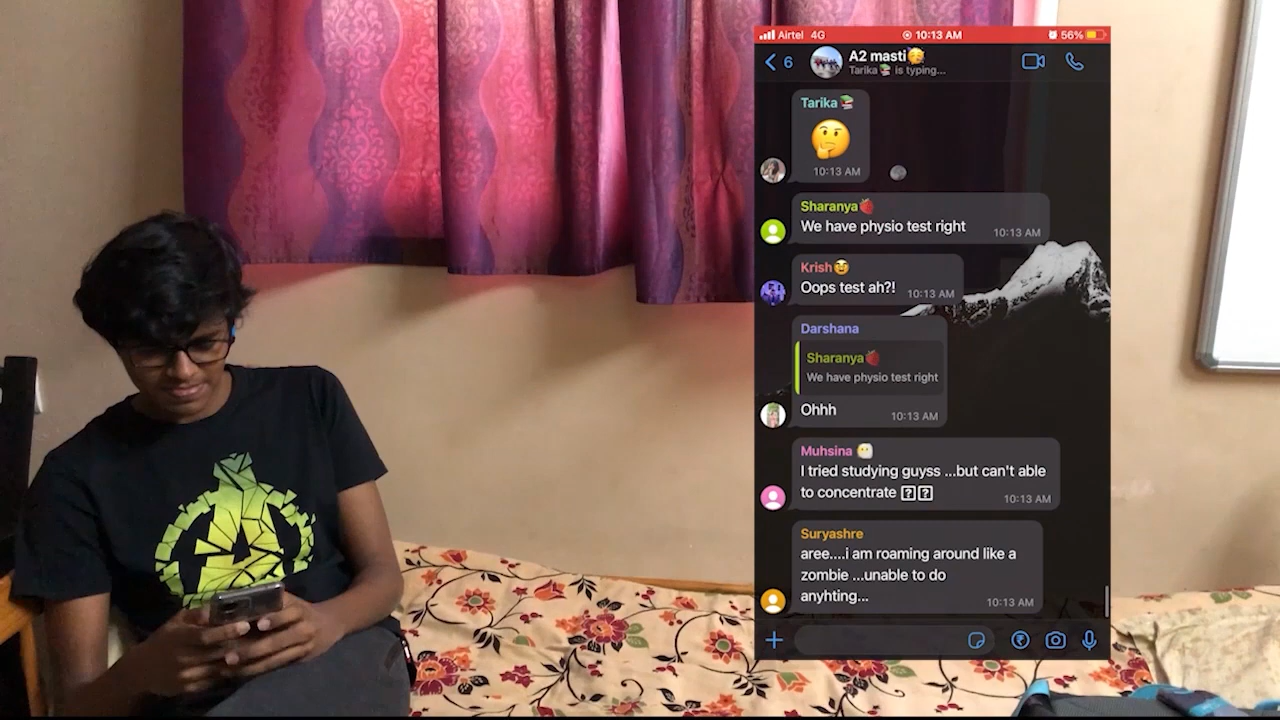 Airtel 4G 10:13 AM 56%
6 A2 masti🥳
Tarika📚 is typing...
Tarika📚
🤔
10:13 AM
Sharanya🍓
We have physio test right 10:13 AM
Krish😂
Oops test ah?! 10:13 AM
Darshana
Sharanya🍓
We have physio test right
Ohhh 10:13 AM
Muhsina 😶
I tried studying guyss ...but can't able
to concentrate 10:13 AM
Suryashre
aree....i am roaming around like a
zombie ...unable to do
anyhting... 10:13 AM